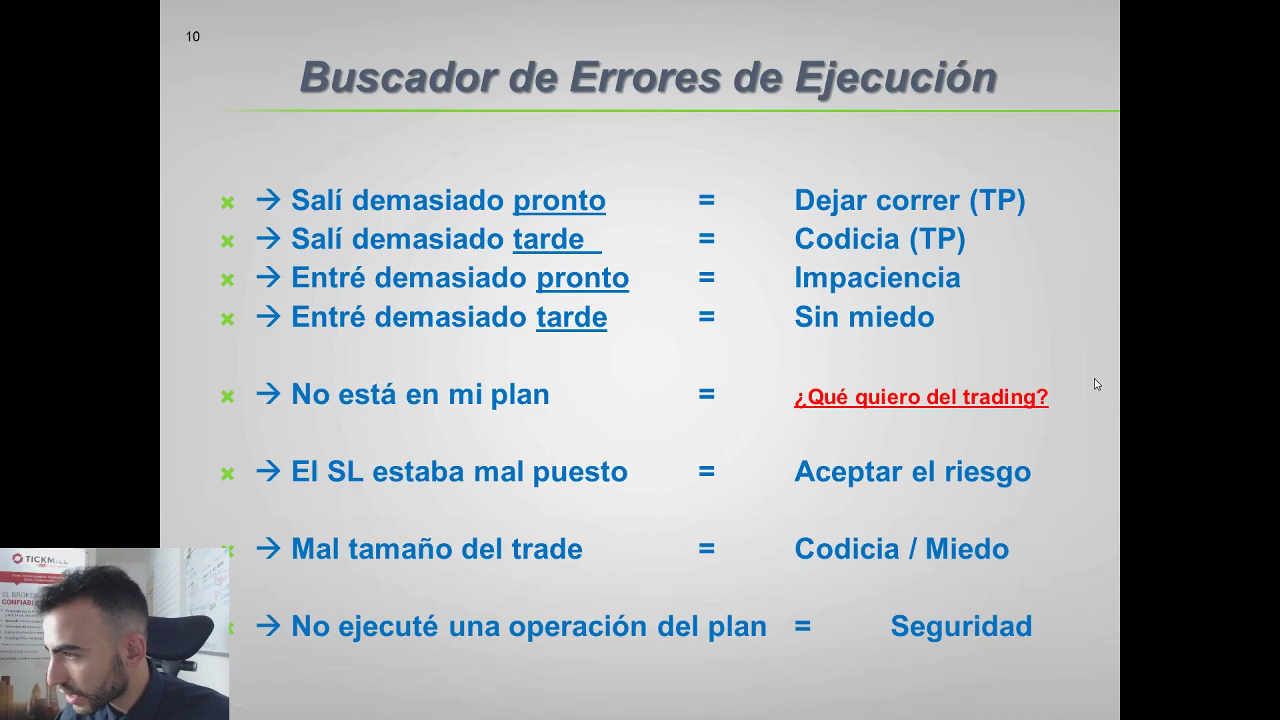 10
Buscador de Errores de Ejecución
→ Salí demasiado pronto = Dejar correr (TP)
→ Salí demasiado tarde = Codicia (TP)
→ Entré demasiado pronto = Impaciencia
→ Entré demasiado tarde = Sin miedo
→ No está en mi plan = ¿Qué quiero del trading?
→ El SL estaba mal puesto = Aceptar el riesgo
→ Mal tamaño del trade = Codicia / Miedo
→ No ejecuté una operación del plan = Seguridad
TICKMILL
EL BROKER